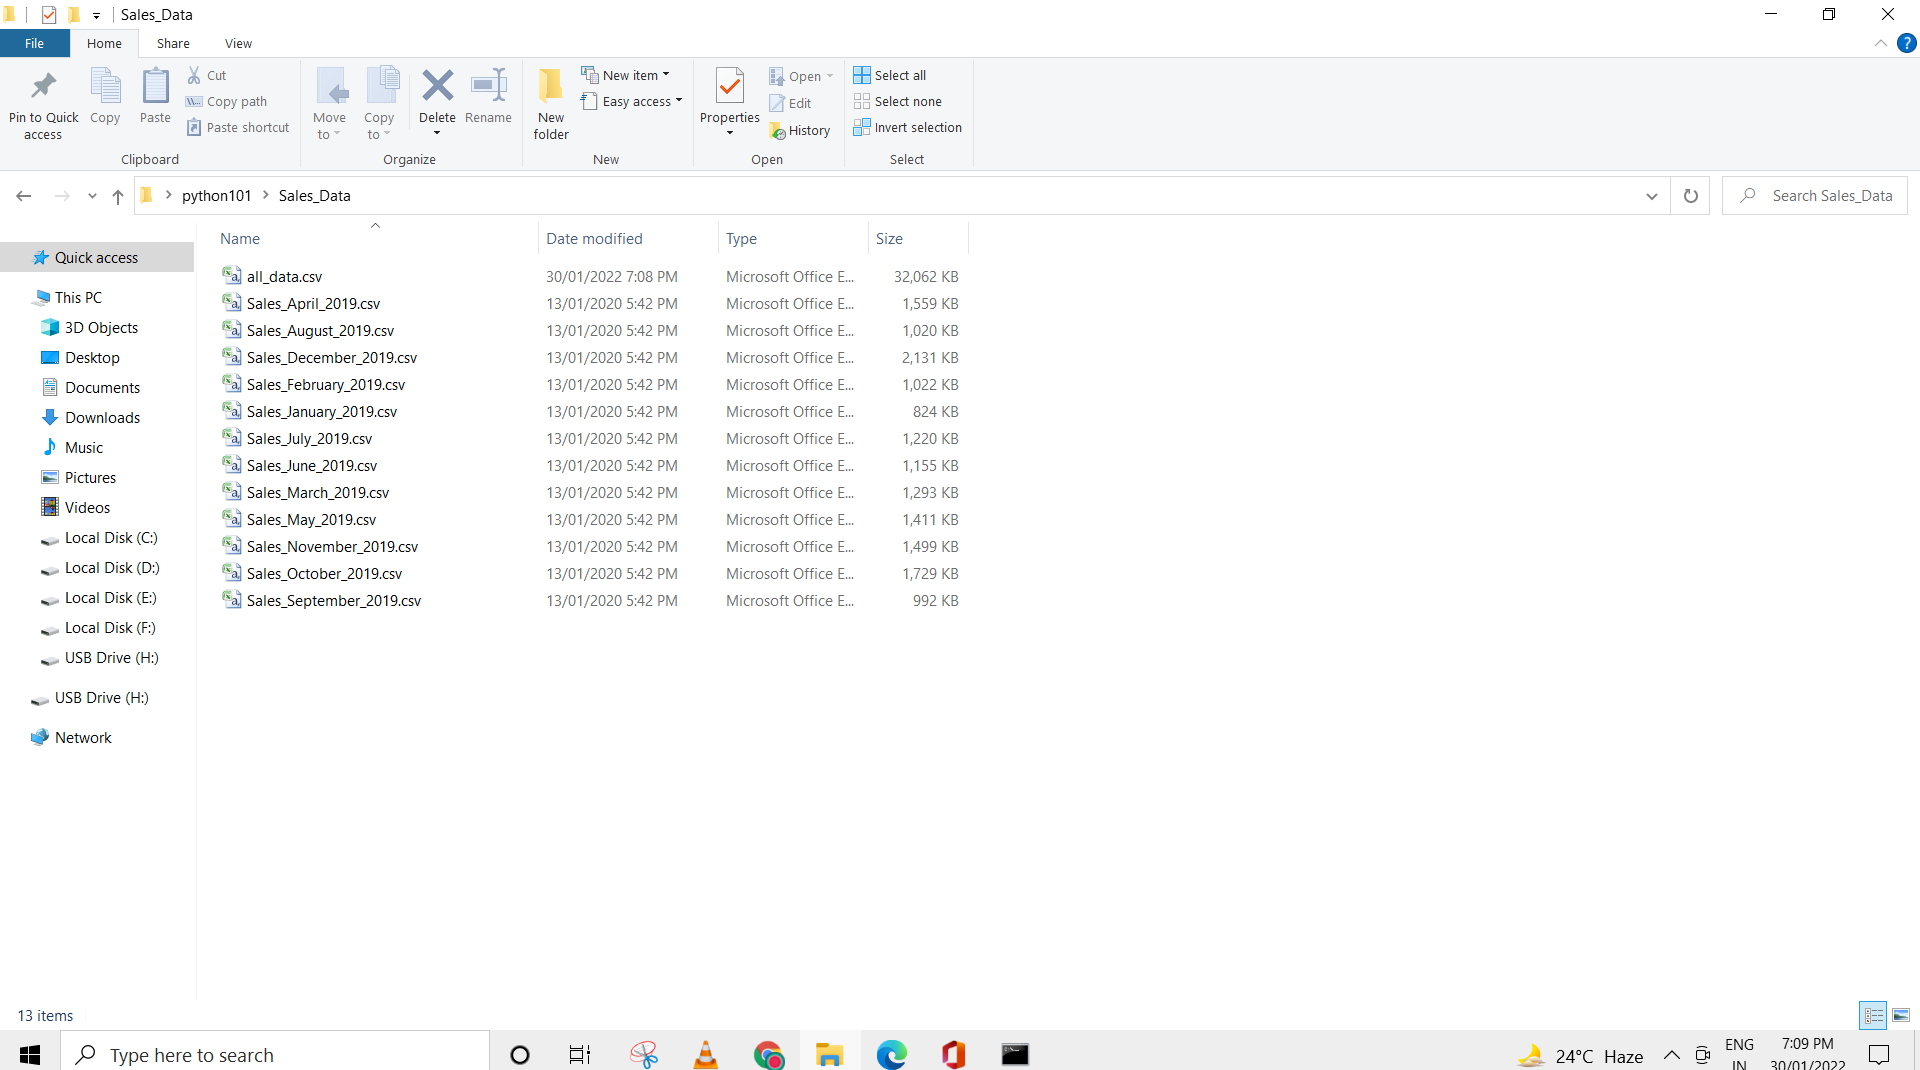 Sales_Data
File Home Share View
Pin to Quick access
Copy
Paste
Cut
Copy path
Paste shortcut
Clipboard
Move to
Copy to
Delete
Rename
Organize
New folder
New item
Easy access
New
Properties
Open
Edit
History
Open
Select all
Select none
Invert selection
Select
python101 Sales_Data
Search Sales_Data
Quick access
This PC
3D Objects
Desktop
Documents
Downloads
Music
Pictures
Videos
Local Disk (C:)
Local Disk (D:)
Local Disk (E:)
Local Disk (F:)
USB Drive (H:)
USB Drive (H:)
Network
Name Date modified Type Size
all_data.csv 30/01/2022 7:08 PM Microsoft Office E... 32,062 KB
Sales_April_2019.csv 13/01/2020 5:42 PM Microsoft Office E... 1,559 KB
Sales_August_2019.csv 13/01/2020 5:42 PM Microsoft Office E... 1,020 KB
Sales_December_2019.csv 13/01/2020 5:42 PM Microsoft Office E... 2,131 KB
Sales_February_2019.csv 13/01/2020 5:42 PM Microsoft Office E... 1,022 KB
Sales_January_2019.csv 13/01/2020 5:42 PM Microsoft Office E... 824 KB
Sales_July_2019.csv 13/01/2020 5:42 PM Microsoft Office E... 1,220 KB
Sales_June_2019.csv 13/01/2020 5:42 PM Microsoft Office E... 1,155 KB
Sales_March_2019.csv 13/01/2020 5:42 PM Microsoft Office E... 1,293 KB
Sales_May_2019.csv 13/01/2020 5:42 PM Microsoft Office E... 1,411 KB
Sales_November_2019.csv 13/01/2020 5:42 PM Microsoft Office E... 1,499 KB
Sales_October_2019.csv 13/01/2020 5:42 PM Microsoft Office E... 1,729 KB
Sales_September_2019.csv 13/01/2020 5:42 PM Microsoft Office E... 992 KB
13 items
Type here to search
24°C Haze
ENG
IN
7:09 PM
30/01/2022